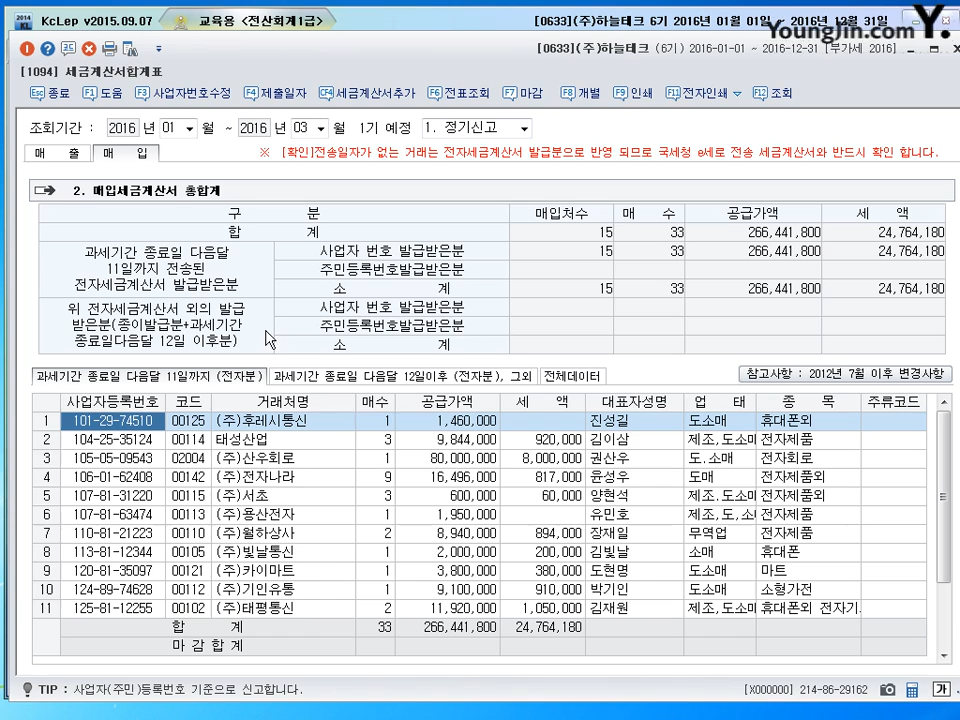 KcLep v2015.09.07 교육용 <전산회계1급> [0633](주)하늘테크 6기 2016년 01월 01일 ~ 2016년 12월 31일
YoungJin.com Y.
[0633](주)하늘테크 (6기) 2016-01-01 ~ 2016-12-31 [부가세 2016]
[1094] 세금계산서합계표
Esc 종료 F1 도움 F3 사업자번호수정 F4 제출일자 CF4 세금계산서추가 F6 전표조회 F7 마감 F8 개별 F9 인쇄 F11 전자인쇄 F12 조회
조회기간 : 2016 년 01 월 ~ 2016 년 03 월 1기 예정 1. 정기신고
매 출 매 입 ※ [확인]전송일자가 없는 거래는 전자세금계산서 발급분으로 반영 되므로 국세청 e세로 전송 세금계산서와 반드시 확인 합니다.
2. 매입세금계산서 총합계
구 분 매입처수 매 수 공급가액 세 액
합 계 15 33 266,441,800 24,764,180
과세기간 종료일 다음달 11일까지 전송된 전자세금계산서 발급받은분 사업자 번호 발급받은분 15 33 266,441,800 24,764,180
주민등록번호발급받은분
소 계 15 33 266,441,800 24,764,180
위 전자세금계산서 외의 발급 받은분(종이발급분+과세기간 종료일다음달 12일 이후분) 사업자 번호 발급받은분
주민등록번호발급받은분
소 계
과세기간 종료일 다음달 11일까지 (전자분) 과세기간 종료일 다음달 12일이후 (전자분), 그외 전체데이터 참고사항 : 2012년 7월 이후 변경사항
사업자등록번호 코드 거래처명 매수 공급가액 세 액 대표자성명 업 태 종 목 주류코드
1 101-29-74510 00125 (주)후레시통신 1 1,460,000 진성길 도소매 휴대폰외
2 104-25-35124 00114 태성산업 3 9,844,000 920,000 김이삼 제조,도소매 전자제품
3 105-05-09543 02004 (주)산우회로 1 80,000,000 8,000,000 권산우 도.소매 전자회로
4 106-01-62408 00142 (주)전자나라 9 16,496,000 817,000 윤성우 도매 전자제품외
5 107-81-31220 00115 (주)서초 3 600,000 60,000 양현석 제조.도소매 전자제품외
6 107-81-63474 00113 (주)용산전자 1 1,950,000 유민호 제조,도,소 전자제품
7 110-81-21223 00110 (주)월하상사 2 8,940,000 894,000 장재일 무역업 전자제품
8 113-81-12344 00105 (주)빛날통신 1 2,000,000 200,000 김빛날 소매 휴대폰
9 120-81-35097 00121 (주)카이마트 1 3,800,000 380,000 도현명 도소매 마트
10 124-89-74628 00112 (주)기인유통 1 9,100,000 910,000 박기인 도소매 소형가전
11 125-81-12255 00102 (주)태평통신 2 11,920,000 1,050,000 김재원 제조,도소매 휴대폰외 전자기
합 계 33 266,441,800 24,764,180
마 감 합 계
TIP : 사업자(주민)등록번호 기준으로 신고합니다. [X000000] 214-86-29162 가